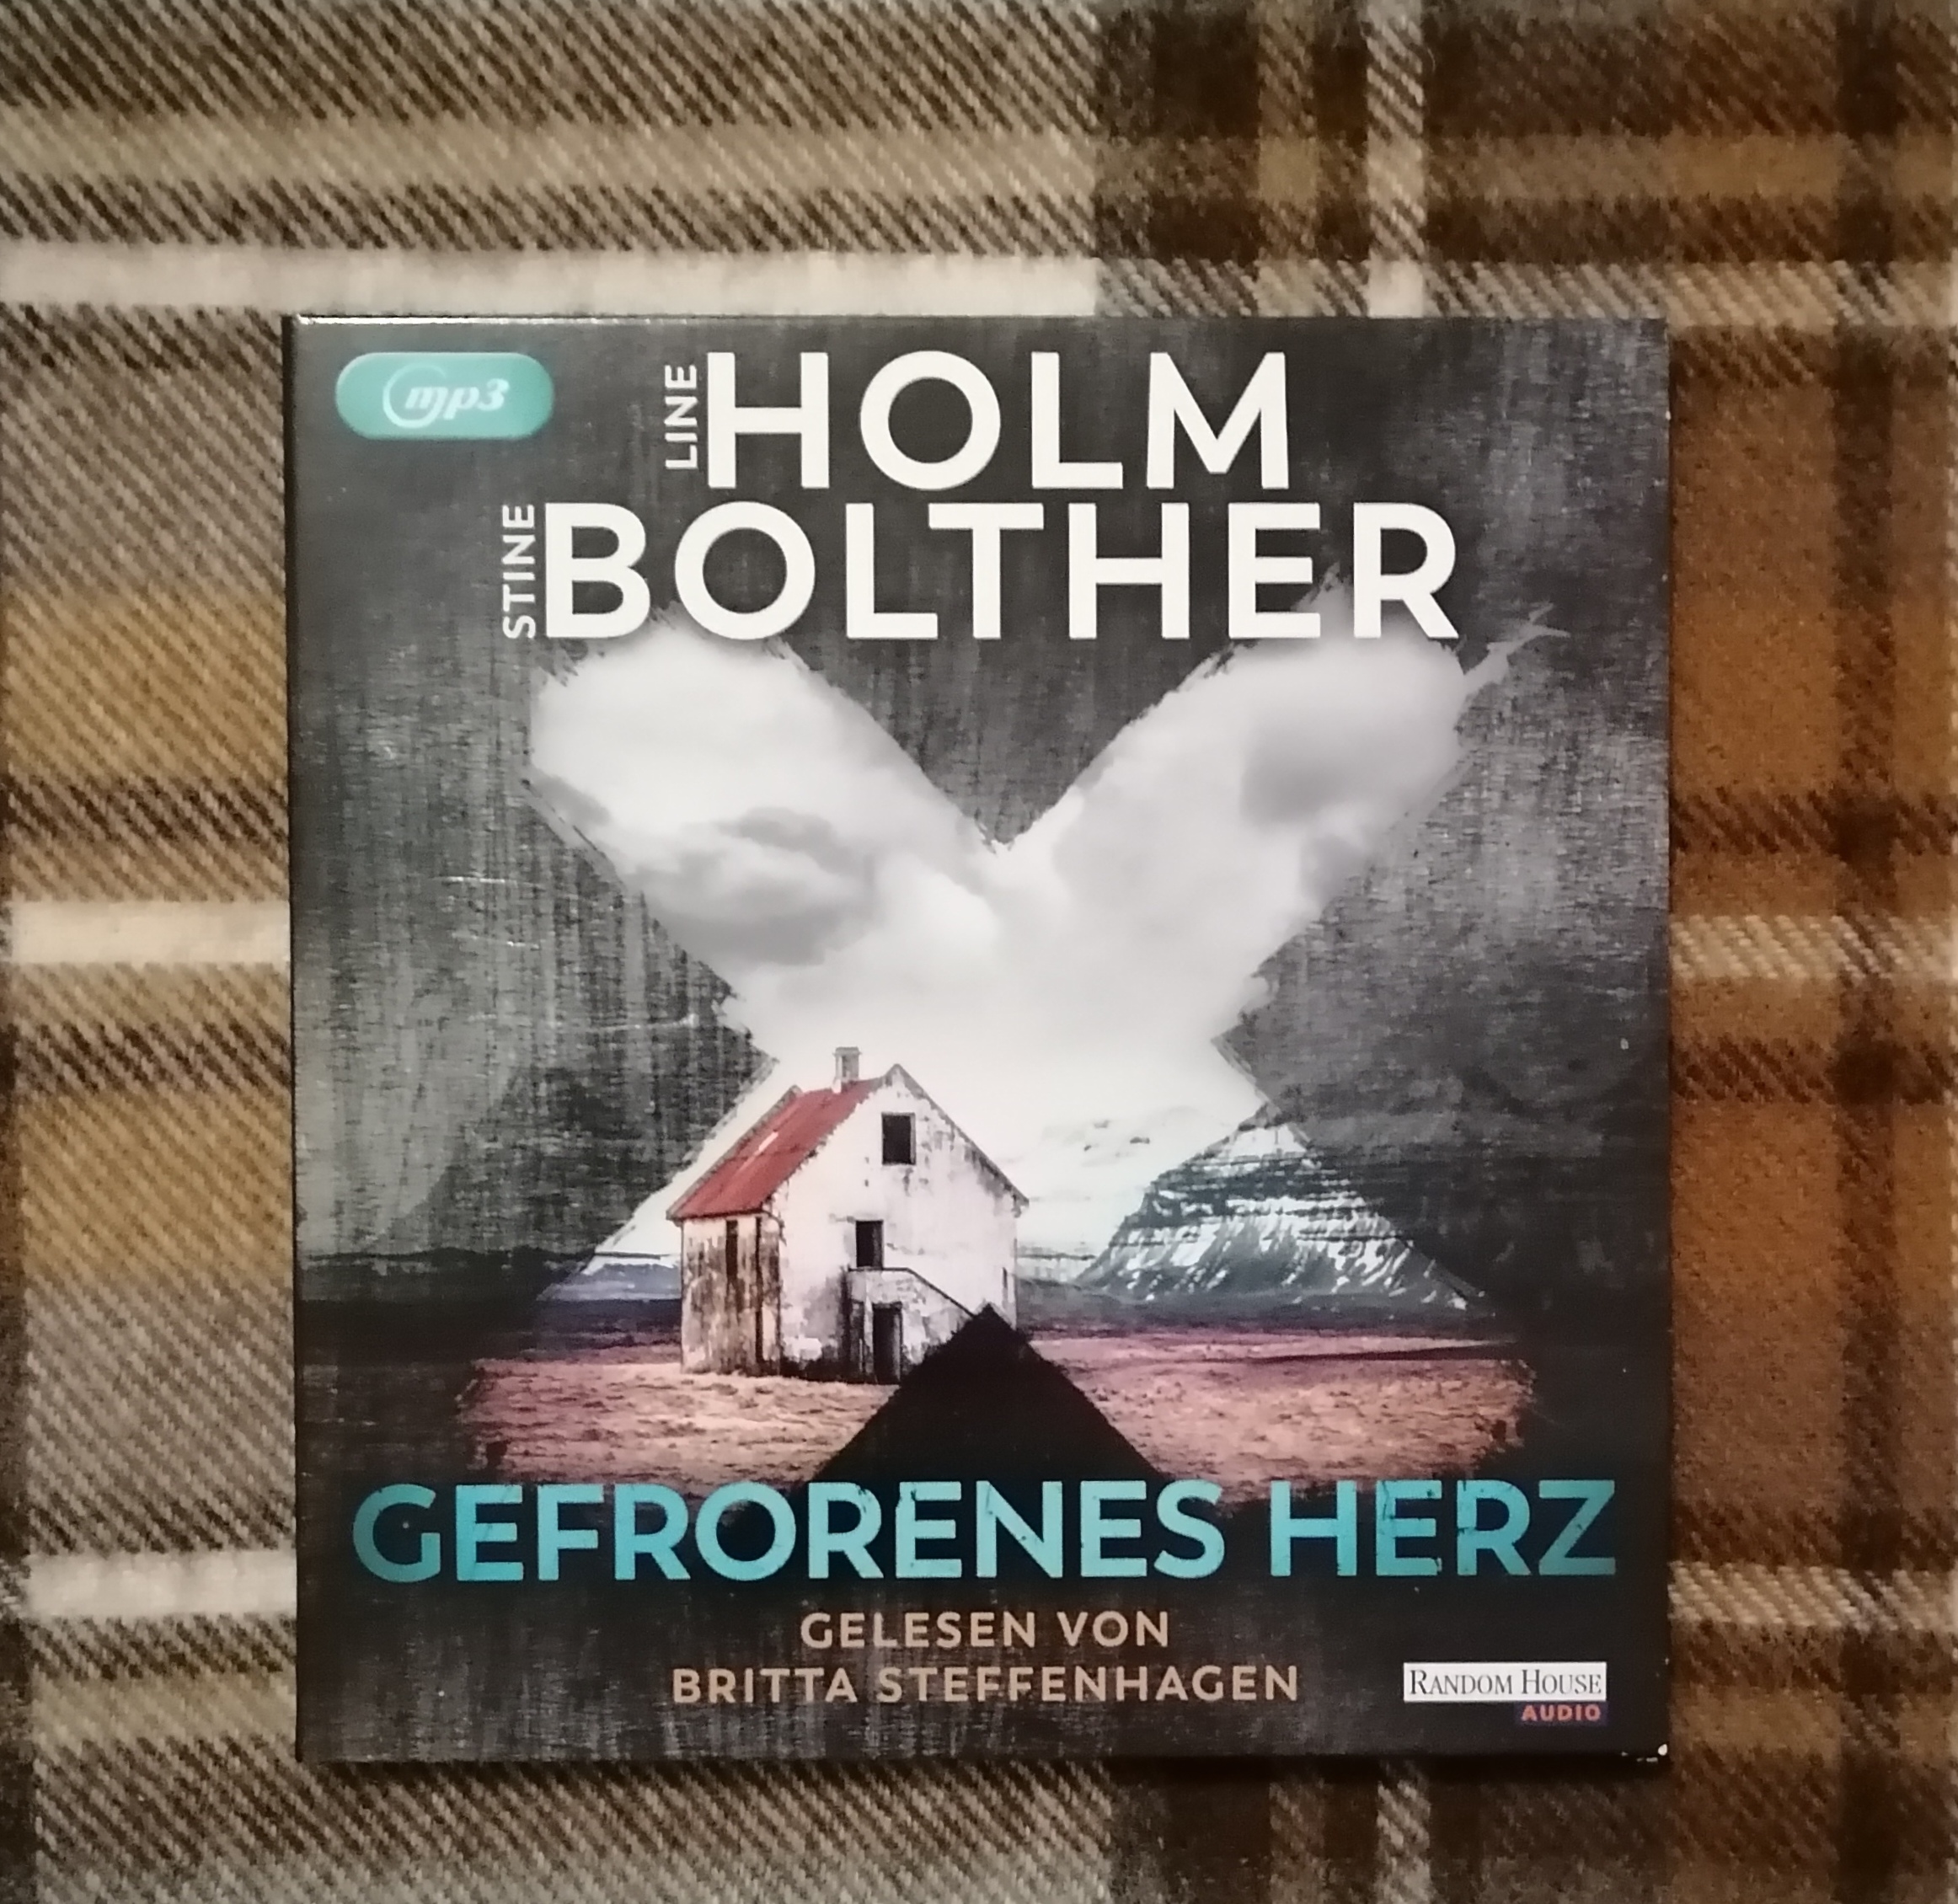 mp3
LINE HOLM
STINE BOLTHER
GEFRORENES HERZ
GELESEN VON
BRITTA STEFFENHAGEN
RANDOM HOUSE
AUDIO